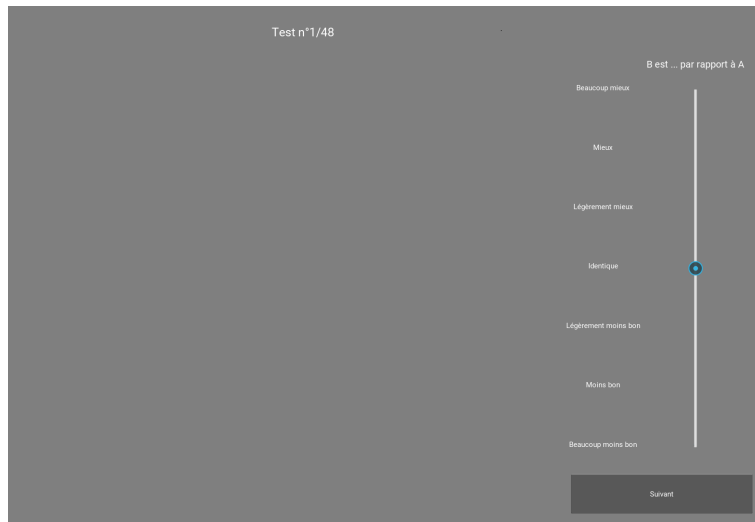 Test n°1/48
B est ... par rapport à A
Beaucoup mieux
Mieux
Légèrement mieux
Identique
Légèrement moins bon
Moins bon
Beaucoup moins bon
Suivant